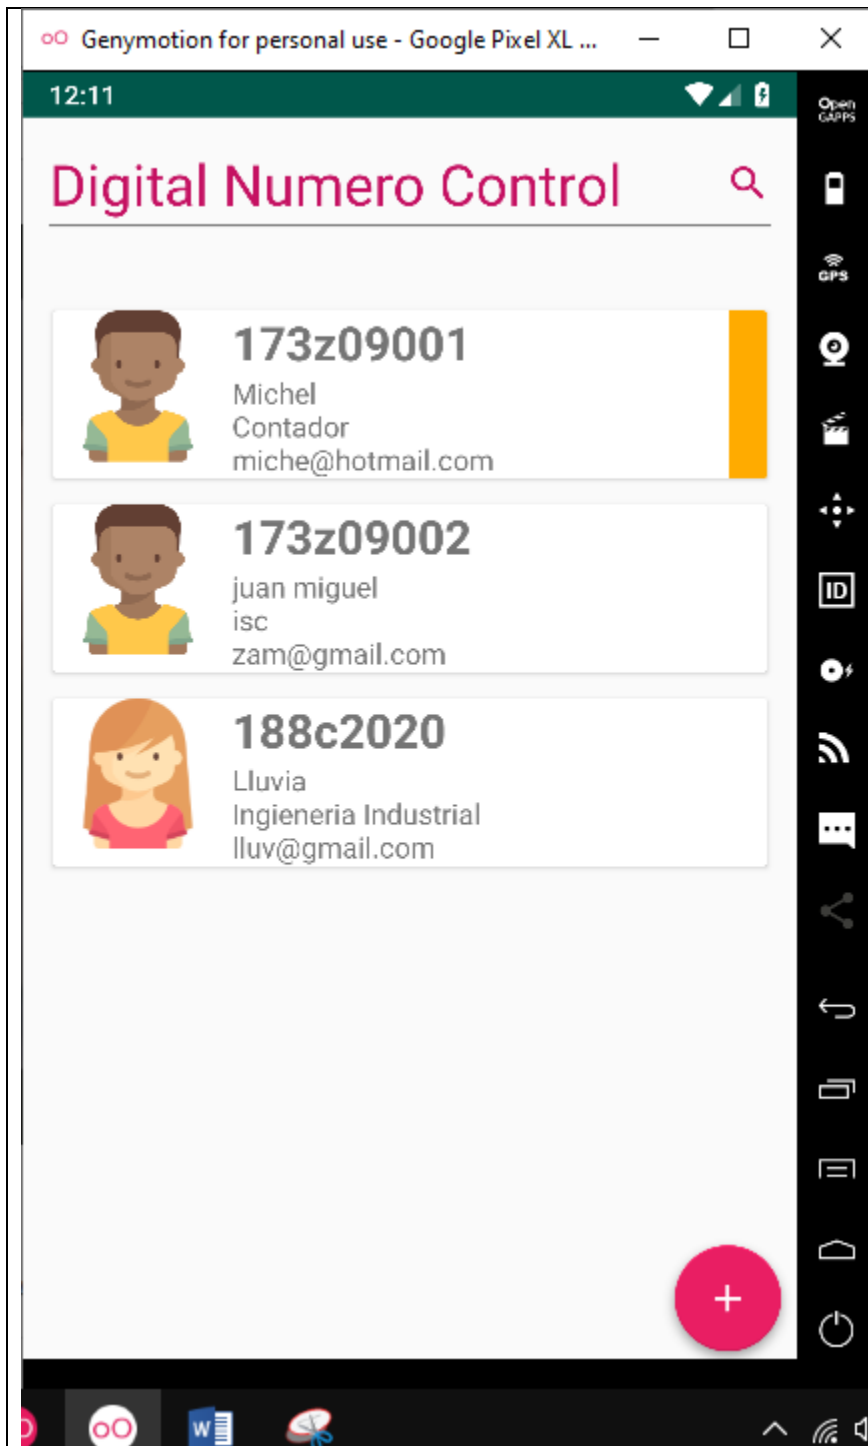 Genymotion for personal use - Google Pixel XL ...
12:11
Open
GAPPS
Digital Numero Control
GPS
173z09001
Michel
Contador
miche@hotmail.com
173z09002
juan miguel
isc
zam@gmail.com
ID
188c2020
Lluvia
Ingieneria Industrial
lluv@gmail.com
+
W